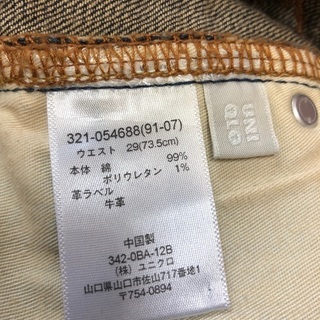 321-054688(91-07)
ウエスト 29(73.5cm)
本体 綿 99%
ポリウレタン 1%
革ラベル
牛革
中国製
342-0BA-12B
(株) ユニクロ
山口県山口市佐山717番地1
〒754-0894
UNI
QLO